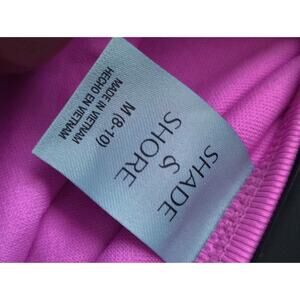 SHADE
&
SHORE
M (8-10)
MADE IN VIETNAM
HECHO EN VIETNAM